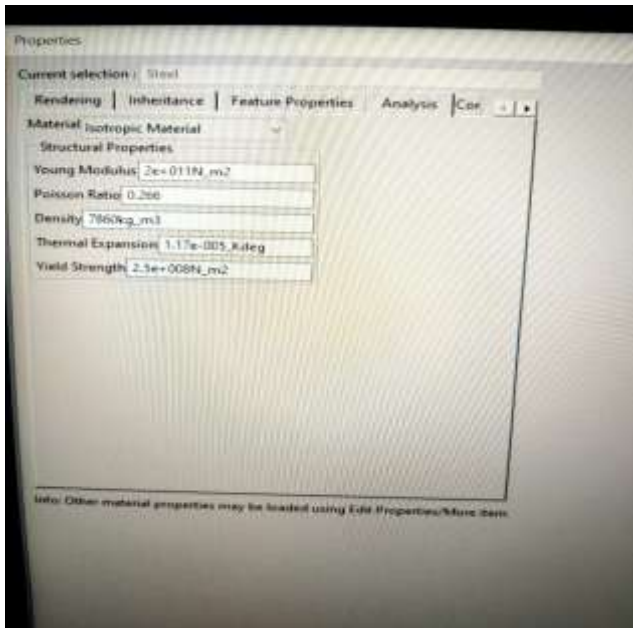 Properties
Current selection : Steel
Rendering Inheritance Feature Properties Analysis Cor
Material Isotropic Material
Structural Properties
Young Modulus 2e+011N_m2
Poisson Ratio 0.266
Density 7860kg_m3
Thermal Expansion 1.17e-005_Kdeg
Yield Strength 2.5e+008N_m2
Info: Other material properties may be loaded using Edit Properties/More item